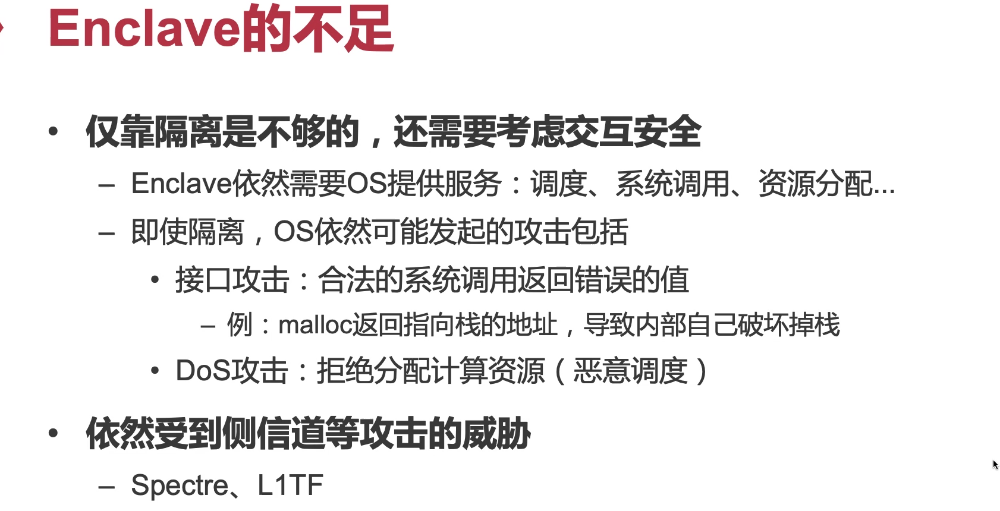 Enclave的不足
• 仅靠隔离是不够的，还需要考虑交互安全
– Enclave依然需要OS提供服务：调度、系统调用、资源分配...
– 即使隔离，OS依然可能发起的攻击包括
• 接口攻击：合法的系统调用返回错误的值
– 例：malloc返回指向栈的地址，导致内部自己破坏掉栈
• DoS攻击：拒绝分配计算资源（恶意调度）
• 依然受到侧信道等攻击的威胁
– Spectre、L1TF